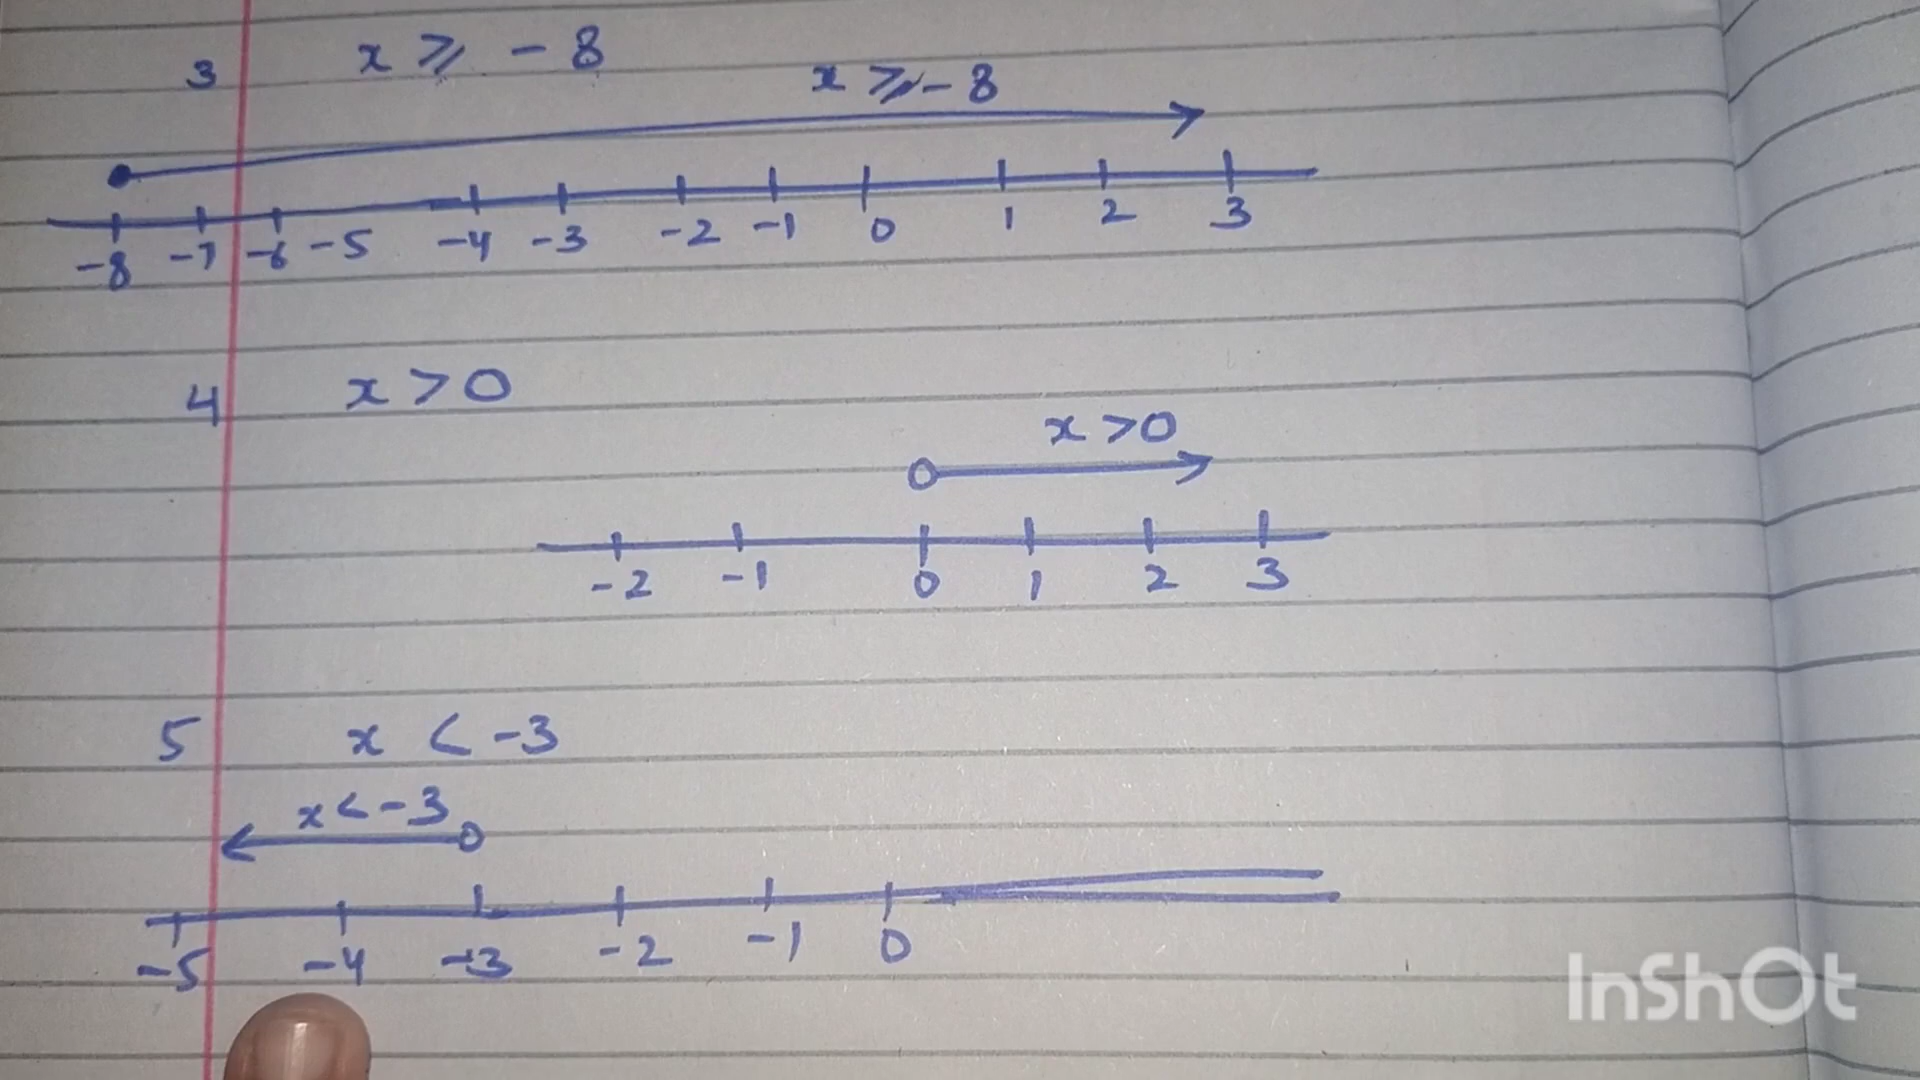 3 x ⩾ - 8
x ⩾ - 8
-8 -7 -6 -5 -4 -3 -2 -1 0 1 2 3
4 x > 0
x > 0
-2 -1 0 1 2 3
5 x < -3
x < -3
-5 -4 -3 -2 -1 0
InShOt